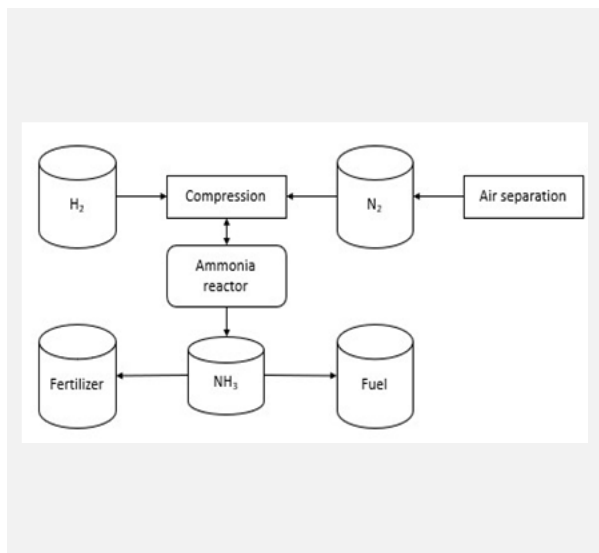 H₂
Compression
N₂
Air separation
Ammonia
reactor
Fertilizer
NH₃
Fuel